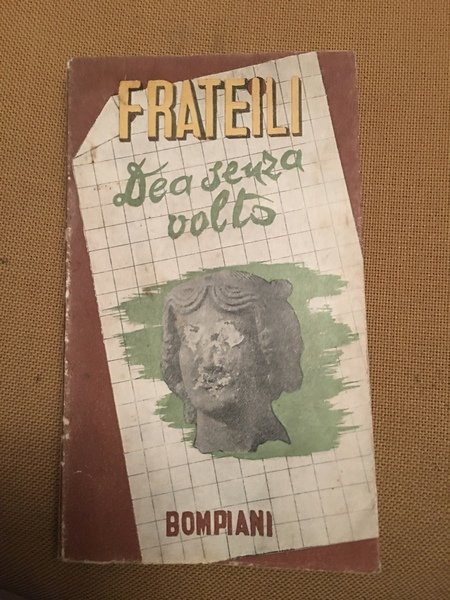 FRATEILI
Dea senza
volto
BOMPIANI